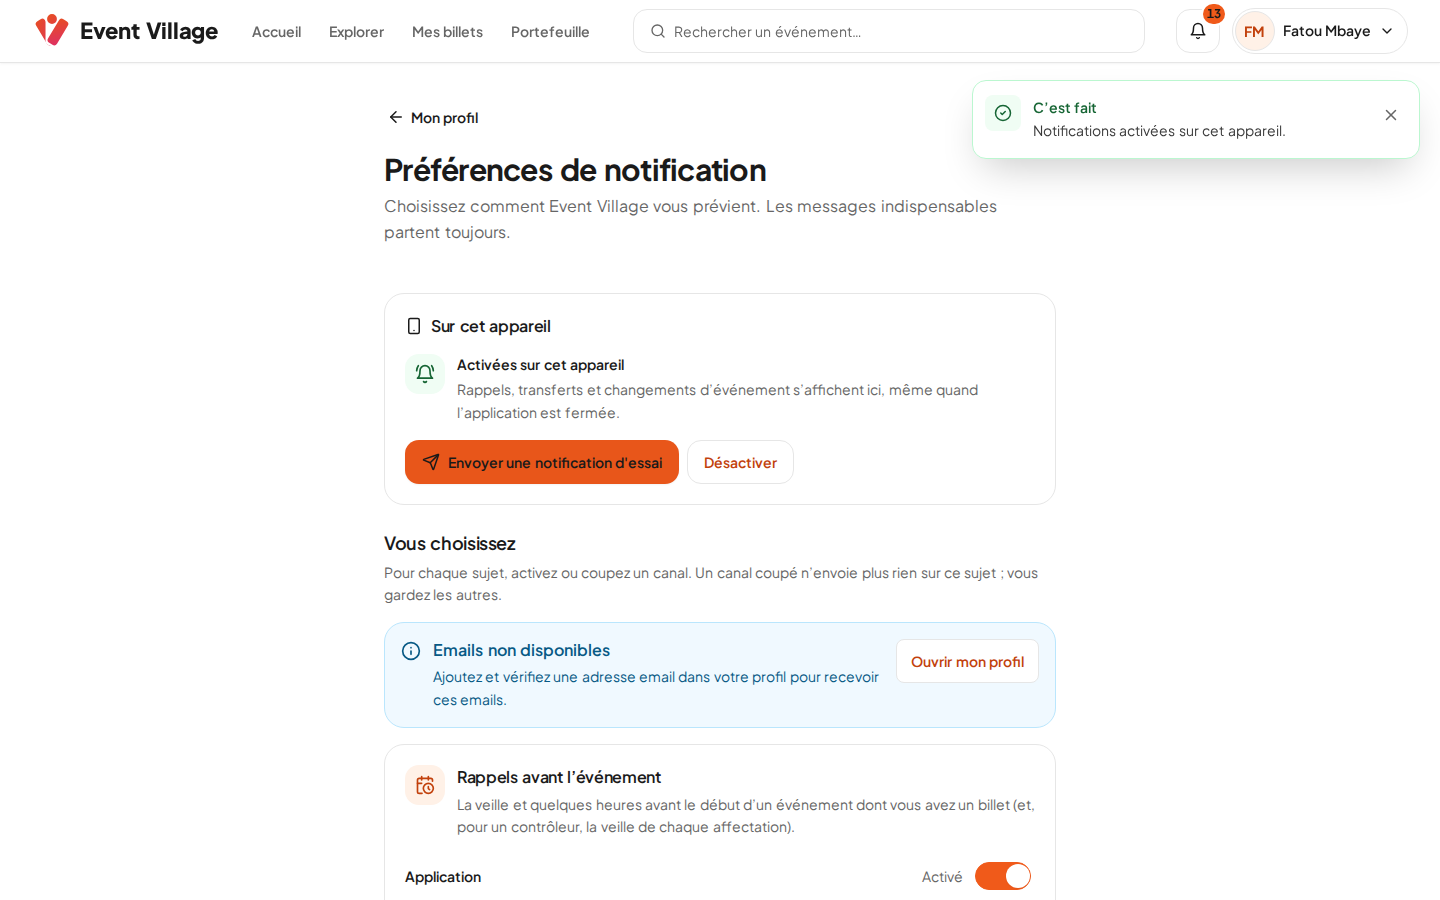 Event Village
Accueil
Explorer
Mes billets
Portefeuille
Rechercher un événement…
13
FM
Fatou Mbaye
C’est fait
Notifications activées sur cet appareil.
Mon profil
Préférences de notification
Choisissez comment Event Village vous prévient. Les messages indispensables
partent toujours.
Sur cet appareil
Activées sur cet appareil
Rappels, transferts et changements d’événement s’affichent ici, même quand
l’application est fermée.
Envoyer une notification d'essai
Désactiver
Vous choisissez
Pour chaque sujet, activez ou coupez un canal. Un canal coupé n’envoie plus rien sur ce sujet ; vous
gardez les autres.
Emails non disponibles
Ajoutez et vérifiez une adresse email dans votre profil pour recevoir
ces emails.
Ouvrir mon profil
Rappels avant l’événement
La veille et quelques heures avant le début d’un événement dont vous avez un billet (et,
pour un contrôleur, la veille de chaque affectation).
Application
Activé